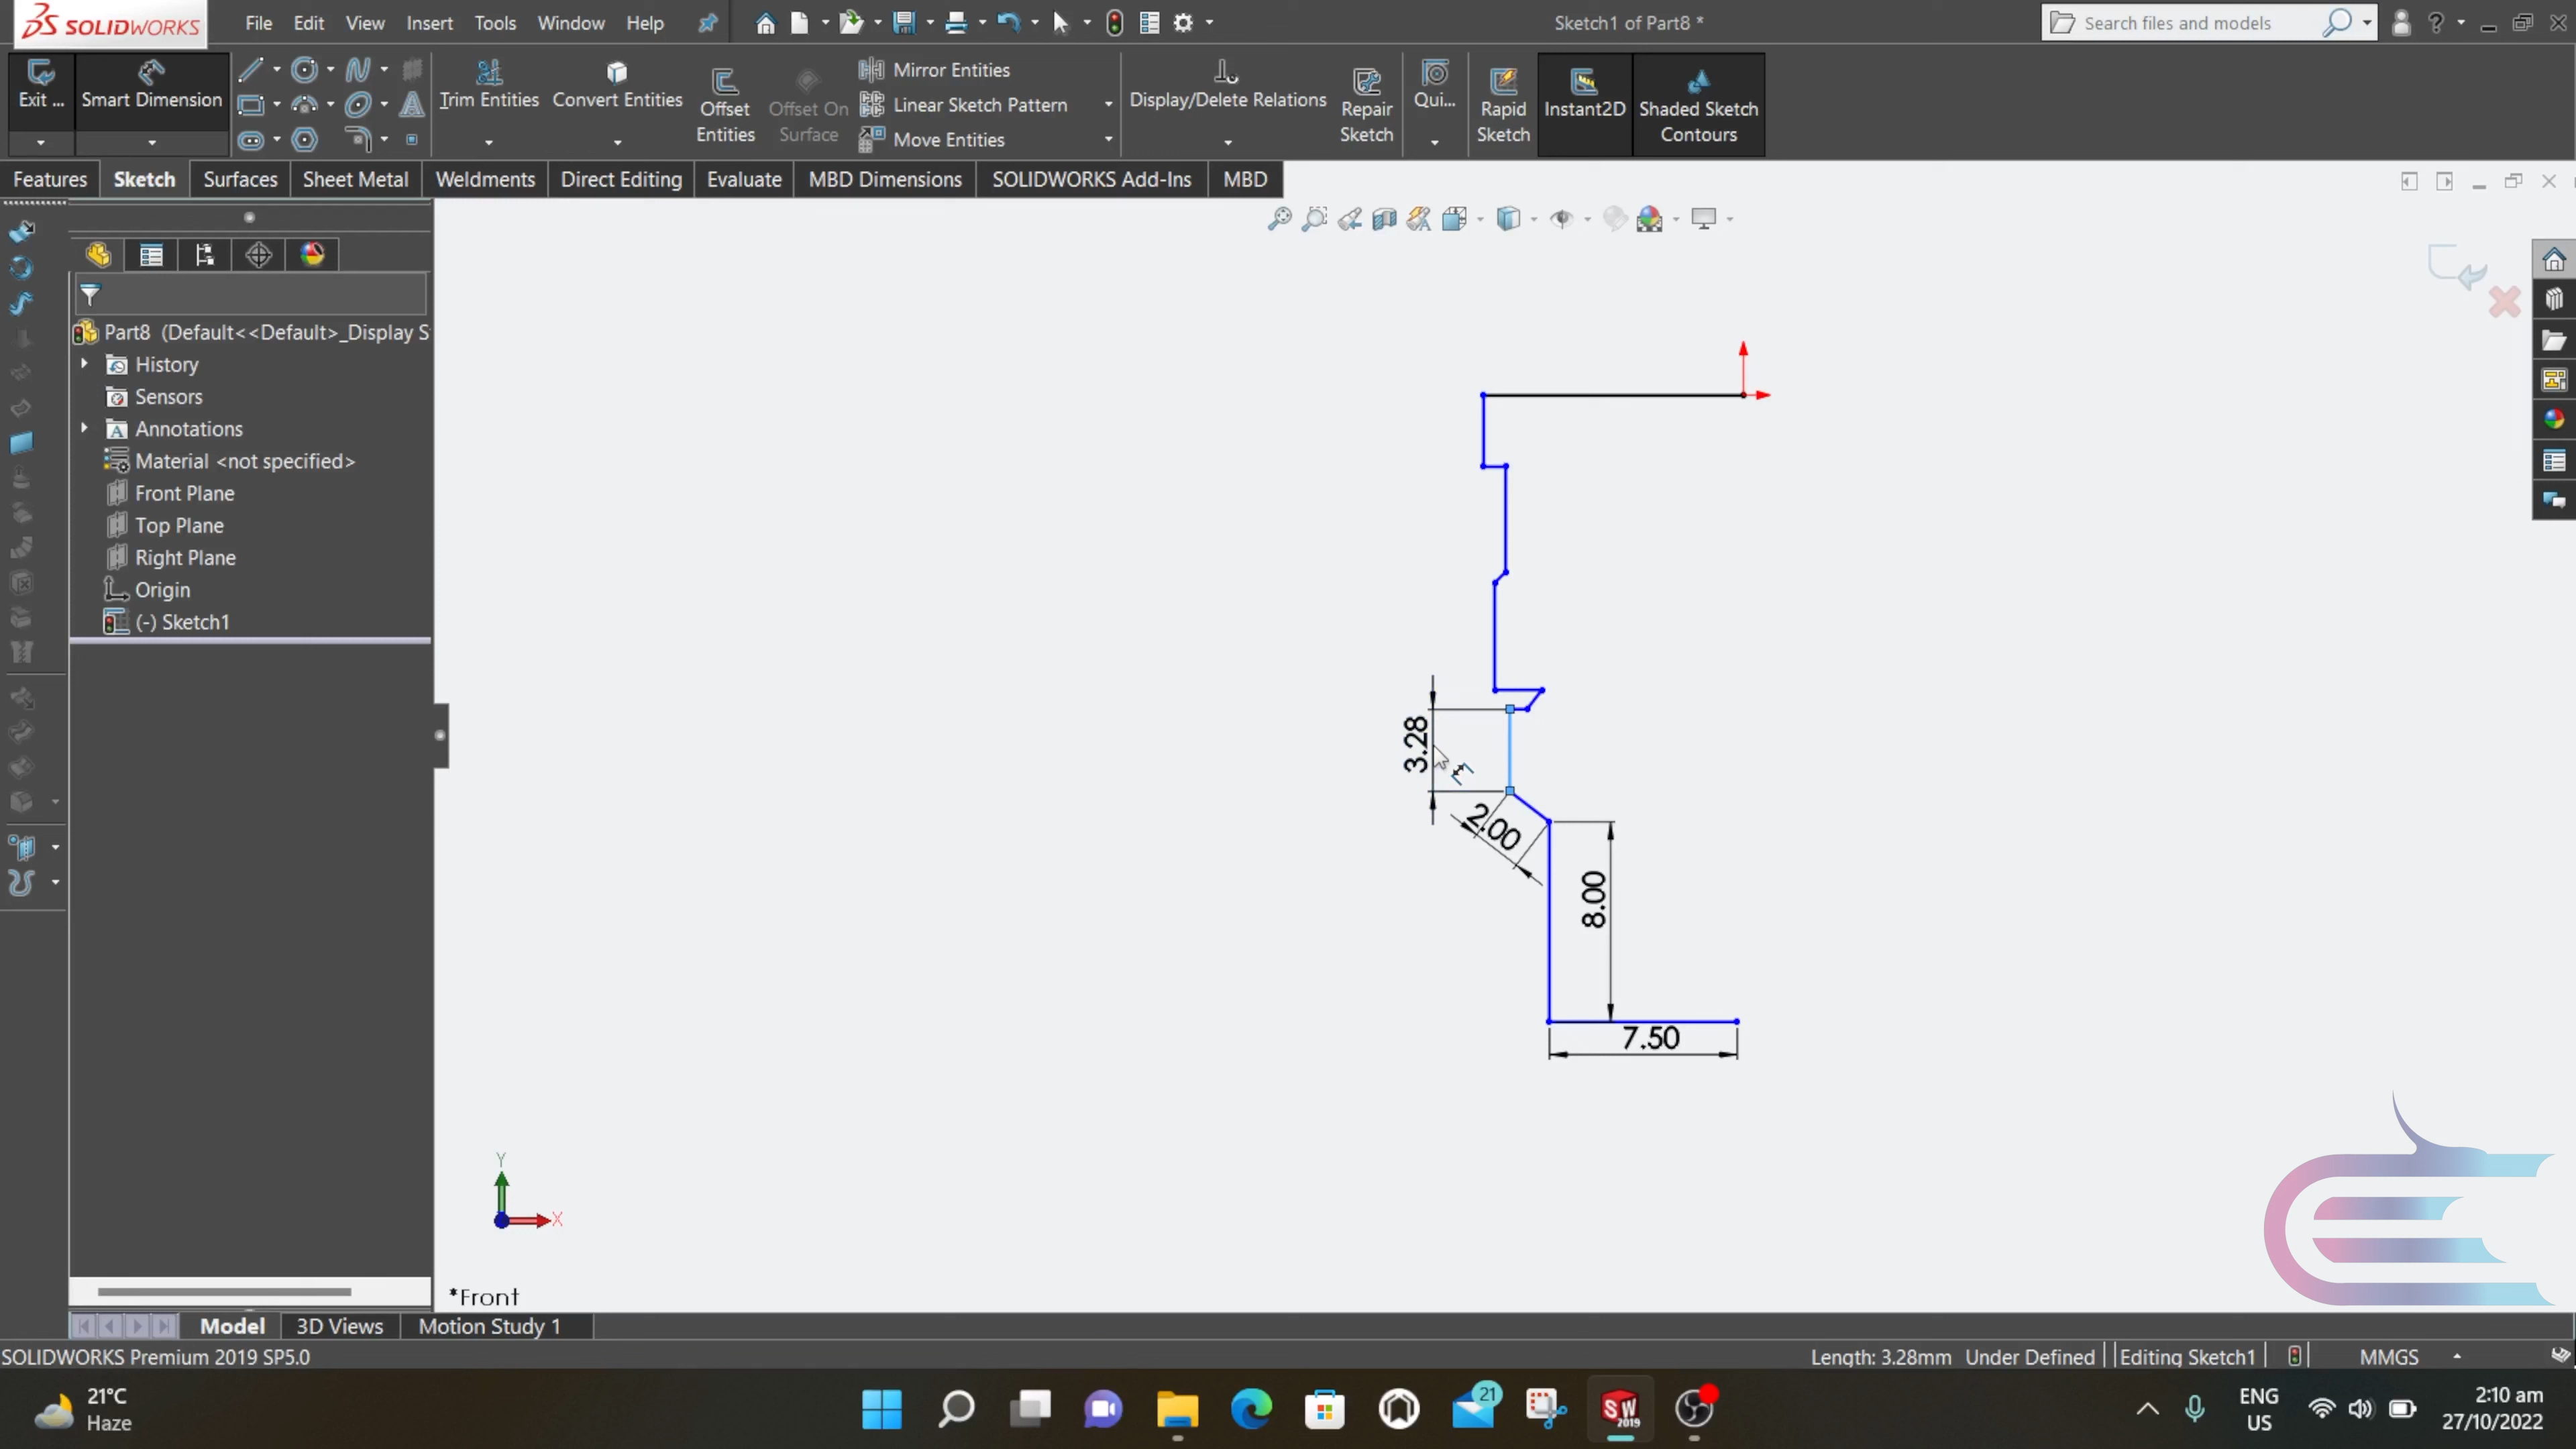 SOLIDWORKS
File Edit View Insert Tools Window Help
Sketch1 of Part8 *
Search files and models
Exit ...
Smart Dimension
Trim Entities
Convert Entities
Offset Entities
Offset On Surface
Mirror Entities
Linear Sketch Pattern
Move Entities
Display/Delete Relations
Repair Sketch
Qui...
Rapid Sketch
Instant2D
Shaded Sketch Contours
Features Sketch Surfaces Sheet Metal Weldments Direct Editing Evaluate MBD Dimensions SOLIDWORKS Add-Ins MBD
Part8 (Default<<Default>_Display S
History
Sensors
Annotations
Material <not specified>
Front Plane
Top Plane
Right Plane
Origin
(-) Sketch1
3.28
2.00
8.00
7.50
Y
X
*Front
Model 3D Views Motion Study 1
SOLIDWORKS Premium 2019 SP5.0
Length: 3.28mm Under Defined Editing Sketch1 MMGS
21°C
Haze
21
SW
2019
ENG
US
2:10 am
27/10/2022